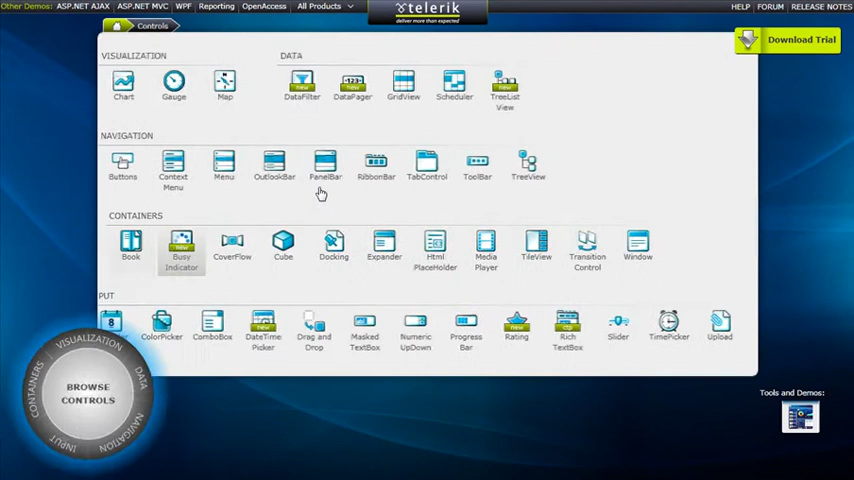 Other Demos: ASP.NET AJAX ASP.NET MVC WPF Reporting OpenAccess All Products
telerik
deliver more than expected
HELP FORUM RELEASE NOTES
Controls
Download Trial
VISUALIZATION DATA
Chart Gauge Map
new DataFilter
-123- new DataPager
GridView Scheduler
new TreeList View
NAVIGATION
Buttons Context Menu Menu OutlookBar PanelBar RibbonBar TabControl ToolBar TreeView
CONTAINERS
Book
new Busy Indicator
CoverFlow Cube Docking Expander Html PlaceHolder Media Player TileView Transition Control Window
PUT
8
ColorPicker ComboBox
new DateTime Picker
Drag and Drop Masked TextBox Numeric UpDown Progress Bar
new Rating
ctp Rich TextBox
Slider TimePicker Upload
VISUALIZATION
DATA
NAVIGATION
INPUT
CONTAINERS
BROWSE
CONTROLS
Tools and Demos: